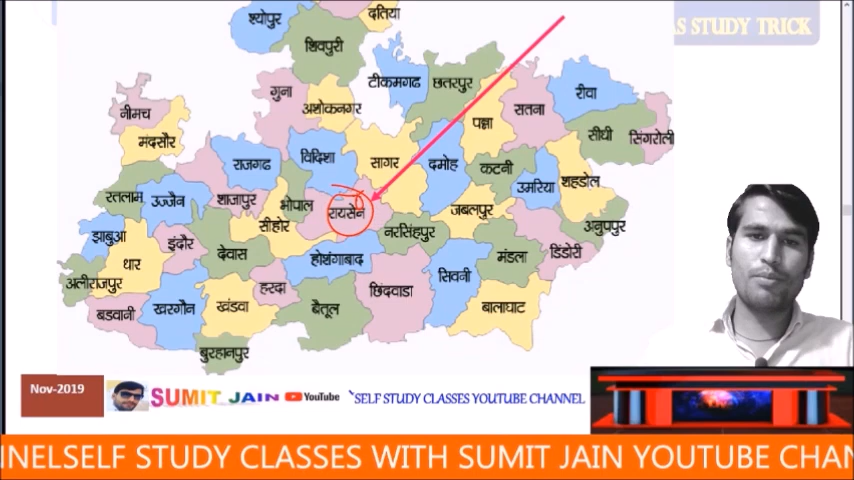 श्योपुर
दतिया
AS STUDY TRICK
शिवपुरी
टीकमगढ
छतरपुर
गुना
अशोकनगर
पन्ना
सतना
रीवा
नीमच
मंदसौर
सीधी
सिंगरोली
राजगढ
विदिशा
सागर
दमोह
कटनी
उमरिया
शहडोल
रतलाम
उज्जैन
शाजापुर
भोपाल
रायसेन
जबलपुर
अनुपपुर
सीहोर
नरसिंहपुर
झाबुआ
इंदौर
देवास
होशंगाबाद
मंडला
डिंडोरी
धार
अलीराजपुर
हरदा
छिंदवाडा
सिवनी
बडवानी
खरगौन
खंडवा
बैतूल
बालाघाट
बुरहानपुर
Nov-2019
SUMIT JAIN YouTube `SELF STUDY CLASSES YOUTUBE CHANNEL
NNELSELF STUDY CLASSES WITH SUMIT JAIN YOUTUBE CHAN